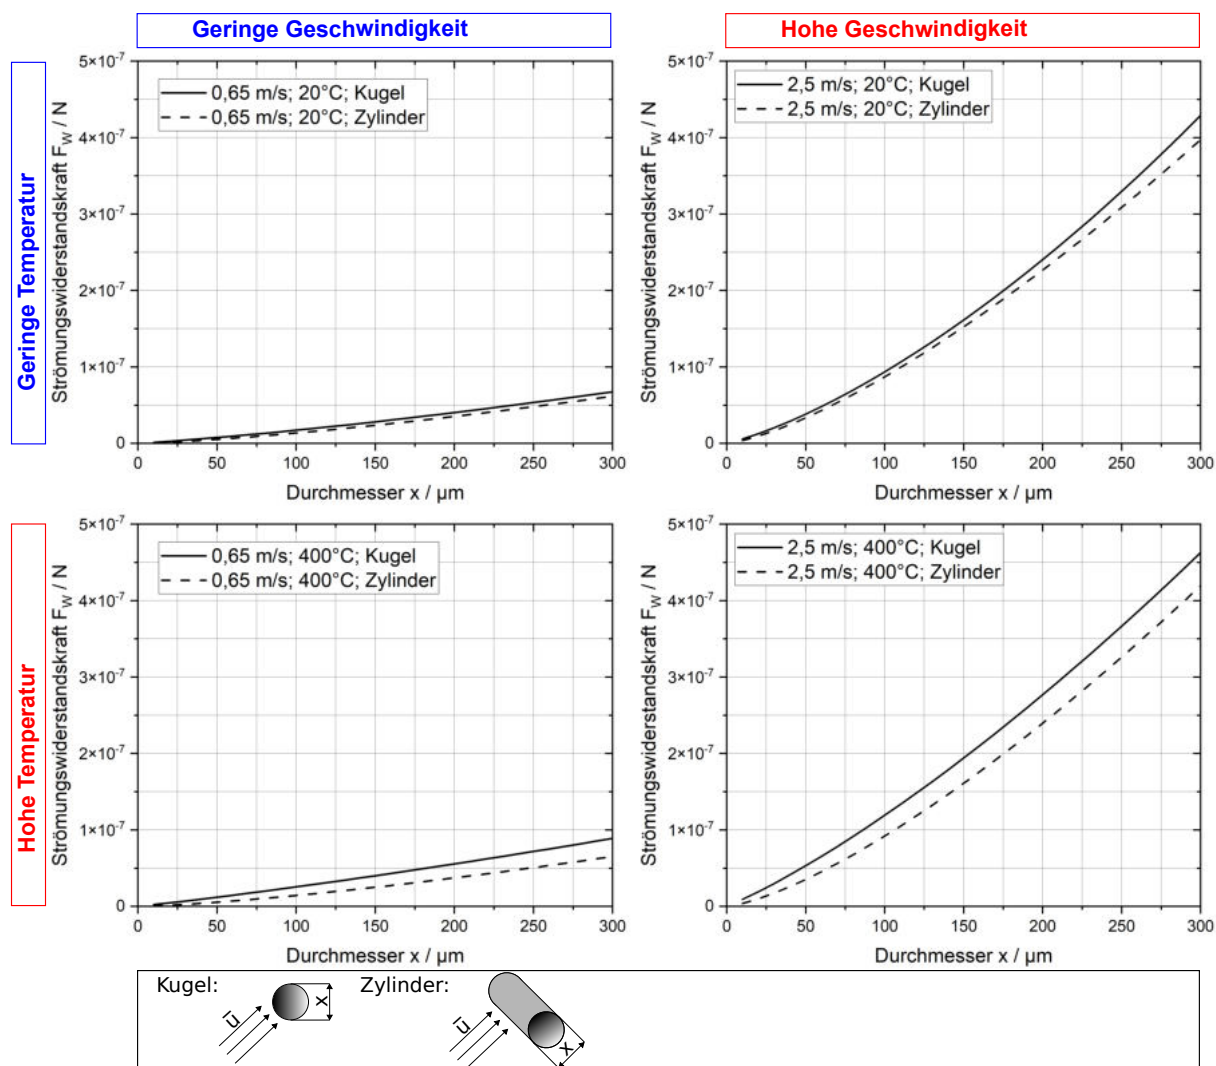 Geringe Geschwindigkeit
Hohe Geschwindigkeit
Geringe Temperatur
Strömungswiderstandskraft F_W / N
5×10⁻⁷
4×10⁻⁷
3×10⁻⁷
2×10⁻⁷
1×10⁻⁷
0
0,65 m/s; 20°C; Kugel
0,65 m/s; 20°C; Zylinder
0 50 100 150 200 250 300
Durchmesser x / µm
Strömungswiderstandskraft F_W / N
5×10⁻⁷
4×10⁻⁷
3×10⁻⁷
2×10⁻⁷
1×10⁻⁷
0
2,5 m/s; 20°C; Kugel
2,5 m/s; 20°C; Zylinder
0 50 100 150 200 250 300
Durchmesser x / µm
Hohe Temperatur
Strömungswiderstandskraft F_W / N
5×10⁻⁷
4×10⁻⁷
3×10⁻⁷
2×10⁻⁷
1×10⁻⁷
0
0,65 m/s; 400°C; Kugel
0,65 m/s; 400°C; Zylinder
0 50 100 150 200 250 300
Durchmesser x / µm
Strömungswiderstandskraft F_W / N
5×10⁻⁷
4×10⁻⁷
3×10⁻⁷
2×10⁻⁷
1×10⁻⁷
0
2,5 m/s; 400°C; Kugel
2,5 m/s; 400°C; Zylinder
0 50 100 150 200 250 300
Durchmesser x / µm
Kugel:
ū
x
Zylinder:
ū
x